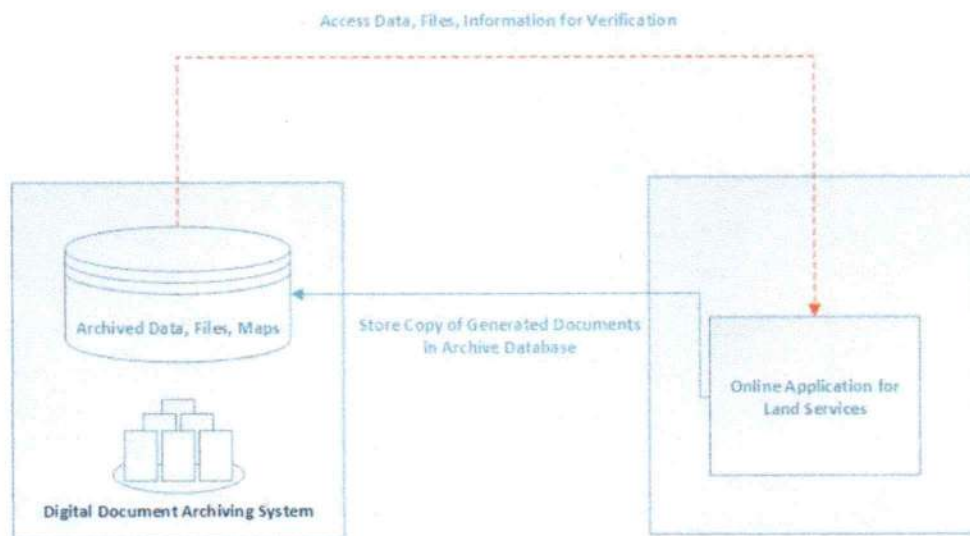 Access Data, Files, Information for Verification
Archived Data, Files, Maps
Store Copy of Generated Documents
in Archive Database
Online Application for
Land Services
Digital Document Archiving System